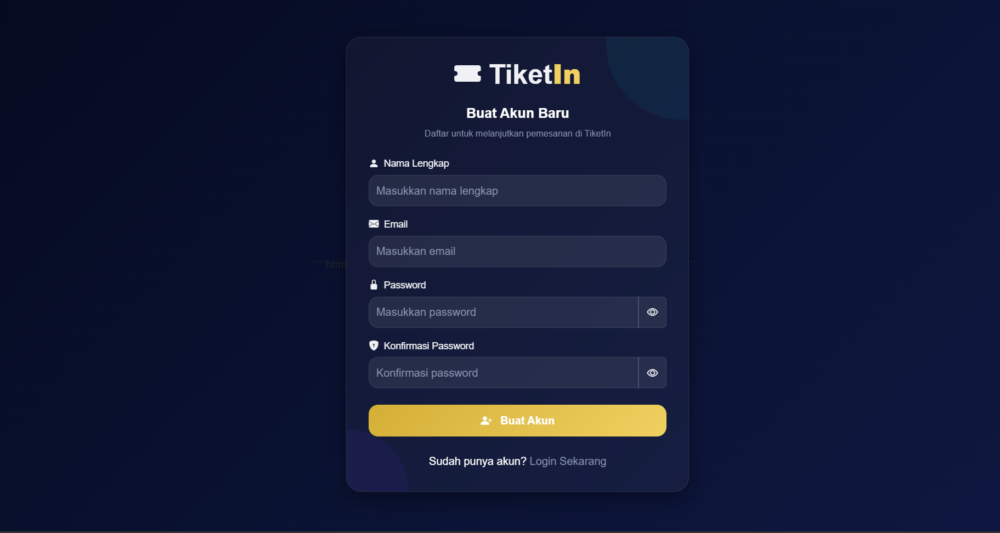 TiketIn
Buat Akun Baru
Daftar untuk melanjutkan pemesanan di TiketIn
Nama Lengkap
Masukkan nama lengkap
Email
Masukkan email
```html
```
Password
Masukkan password
Konfirmasi Password
Konfirmasi password
Buat Akun
Sudah punya akun? Login Sekarang